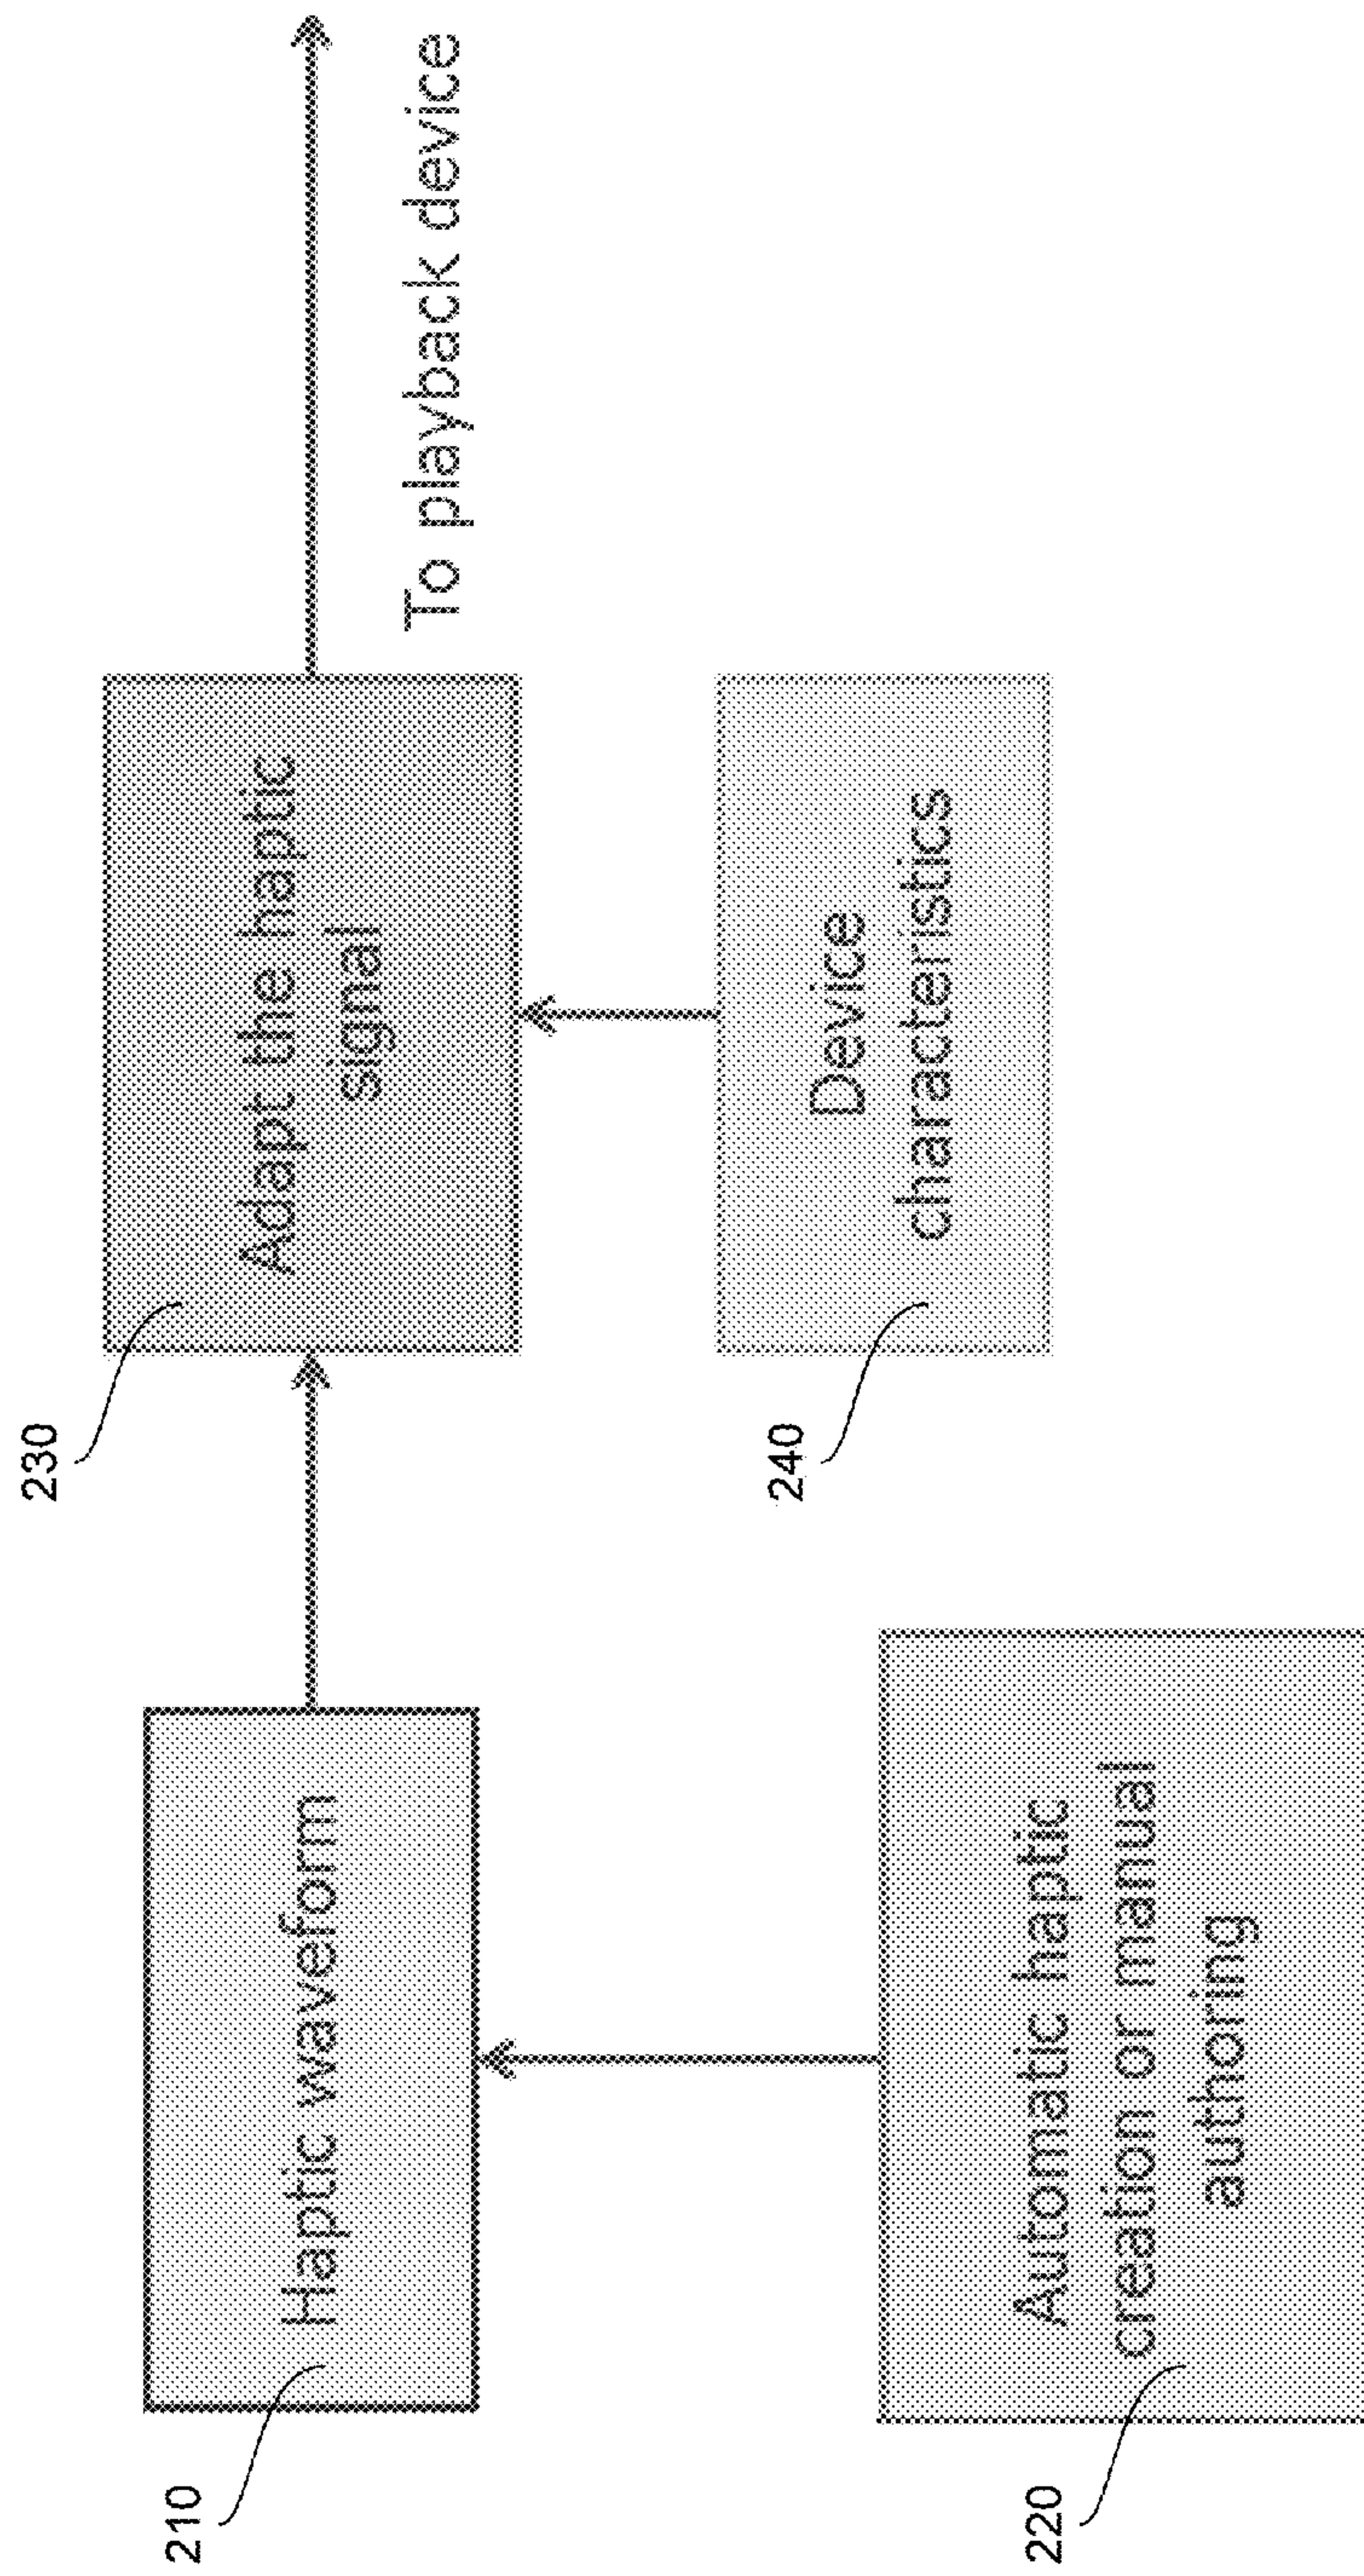 210
Haptic waveform
230
Adapt the haptic
signal
To playback device
220
Automatic haptic
creation or manual
authoring
240
Device
characteristics